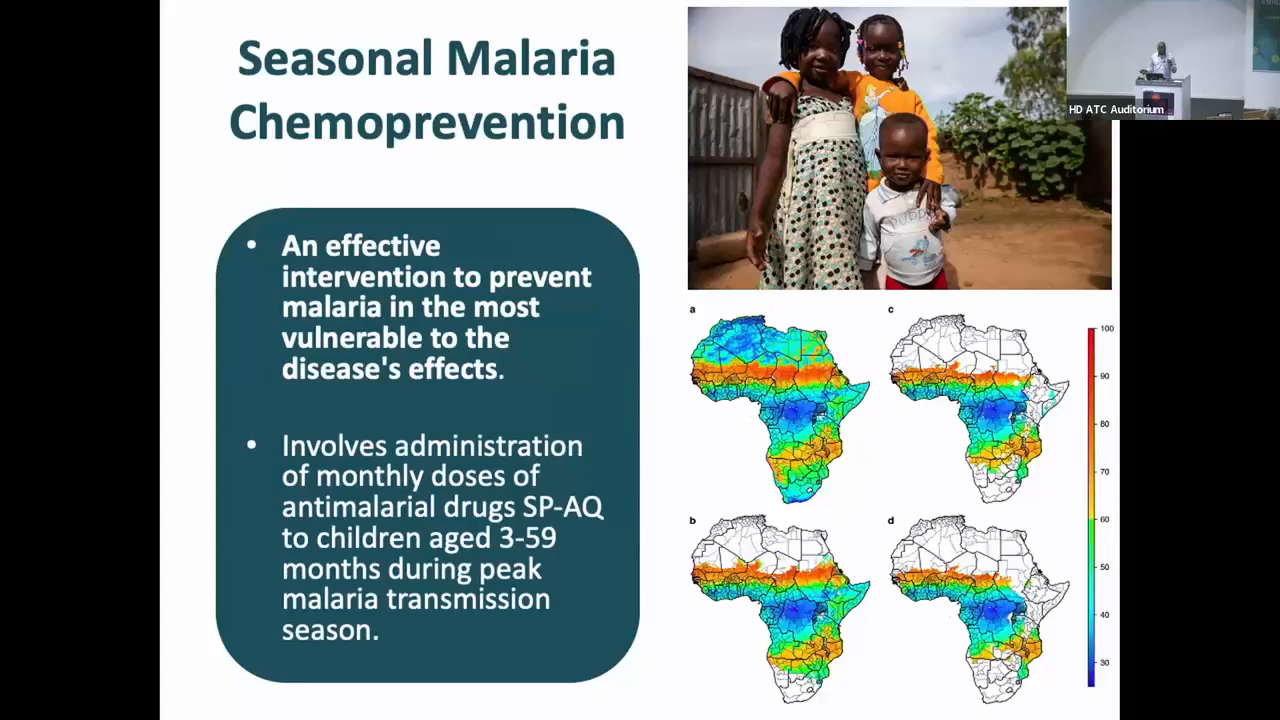 Seasonal Malaria
Chemoprevention
• An effective
intervention to prevent
malaria in the most
vulnerable to the
disease's effects.
• Involves administration
of monthly doses of
antimalarial drugs SP-AQ
to children aged 3-59
months during peak
malaria transmission
season.
HD ATC Auditorium
a
c
b
d
100
90
80
70
60
50
40
30